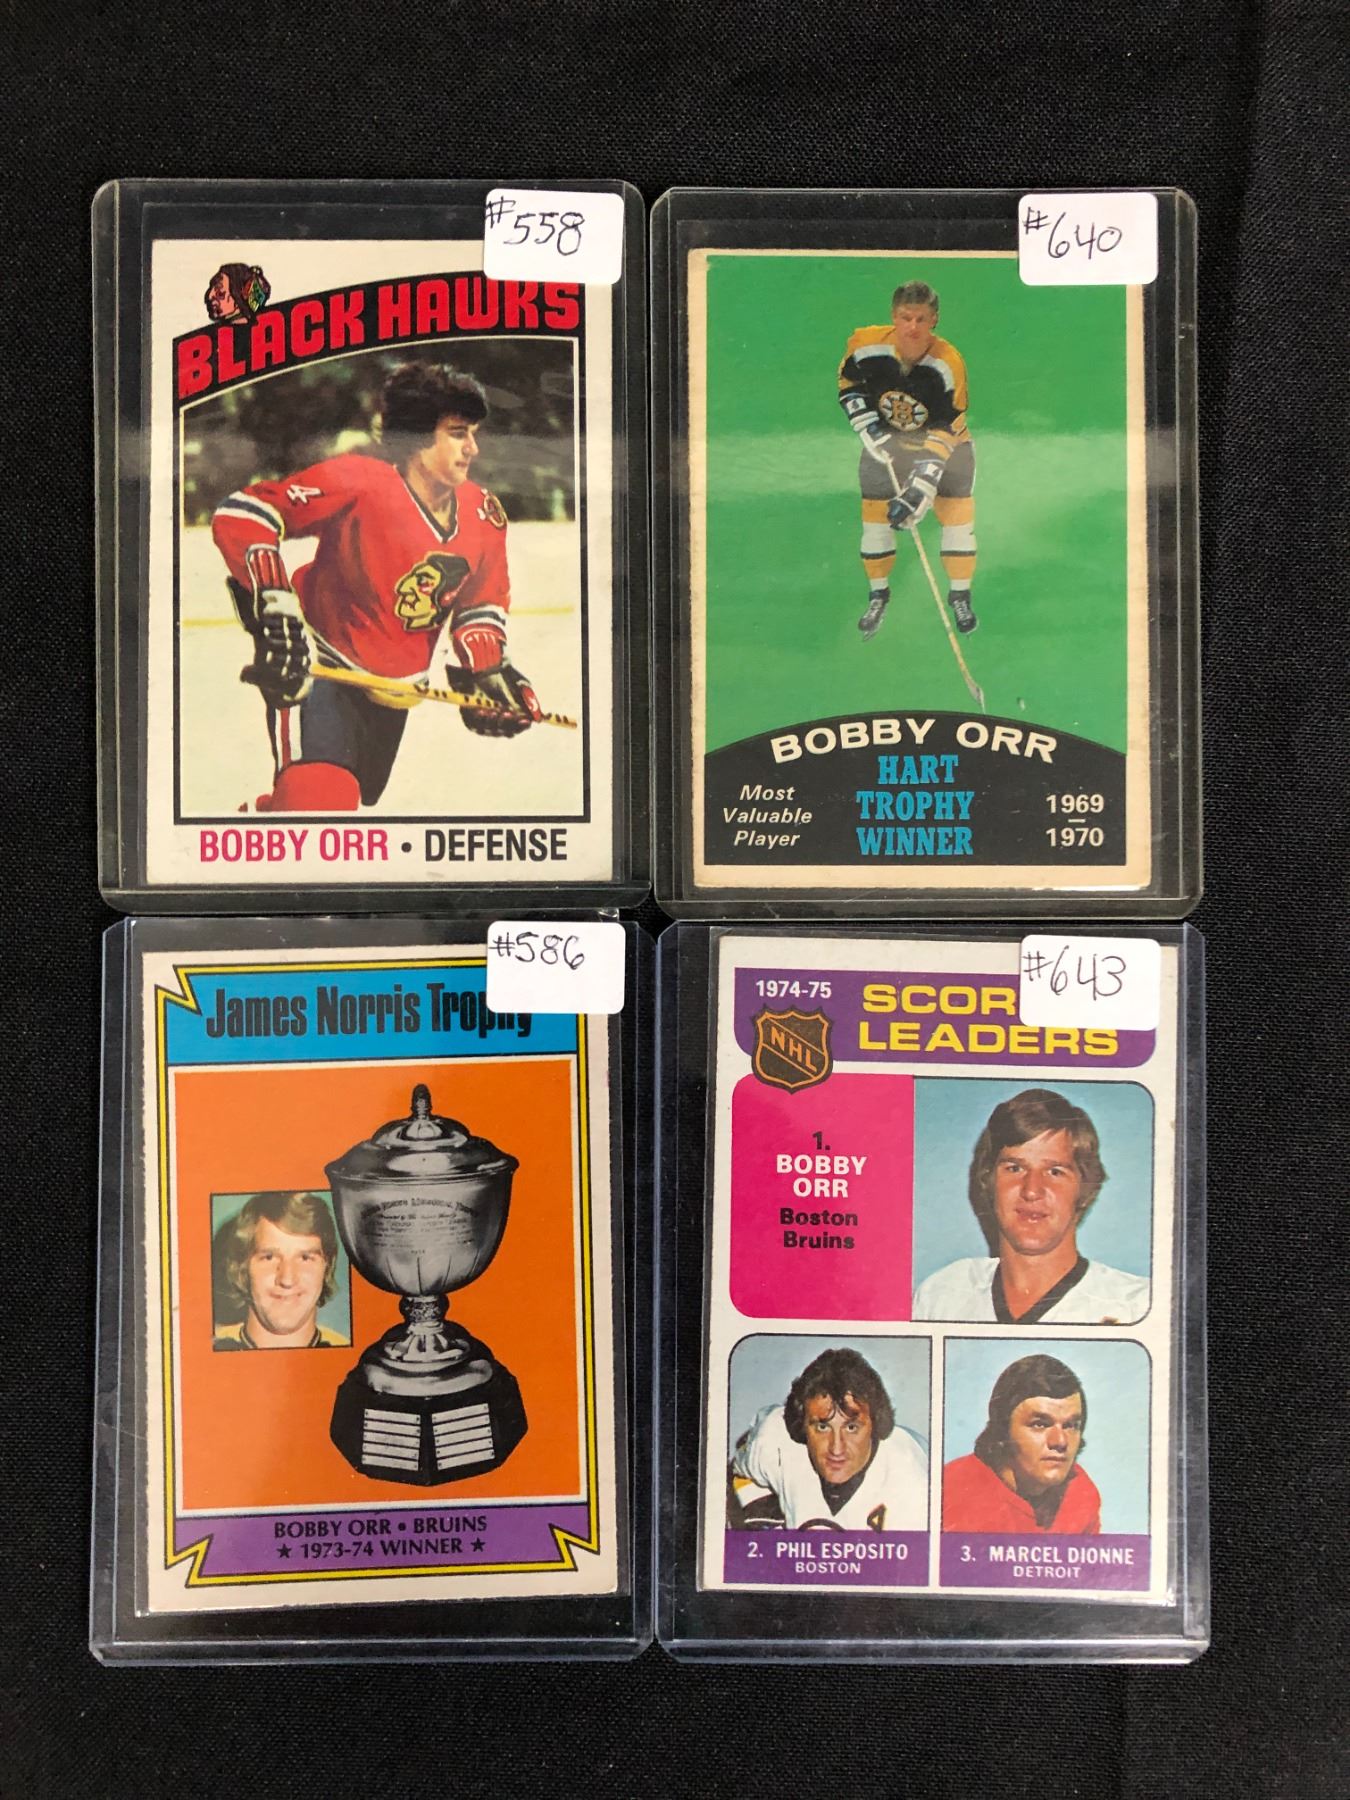 #558
BLACK HAWKS
4
BOBBY ORR • DEFENSE
#640
B
BOBBY ORR
HART
TROPHY
WINNER
Most
Valuable
Player
1969
1970
#586
James Norris Trophy
BOBBY ORR • BRUINS
★ 1973-74 WINNER ★
#643
1974-75
SCOR
LEADERS
NHL
1.
BOBBY
ORR
Boston
Bruins
2. PHIL ESPOSITO
BOSTON
3. MARCEL DIONNE
DETROIT